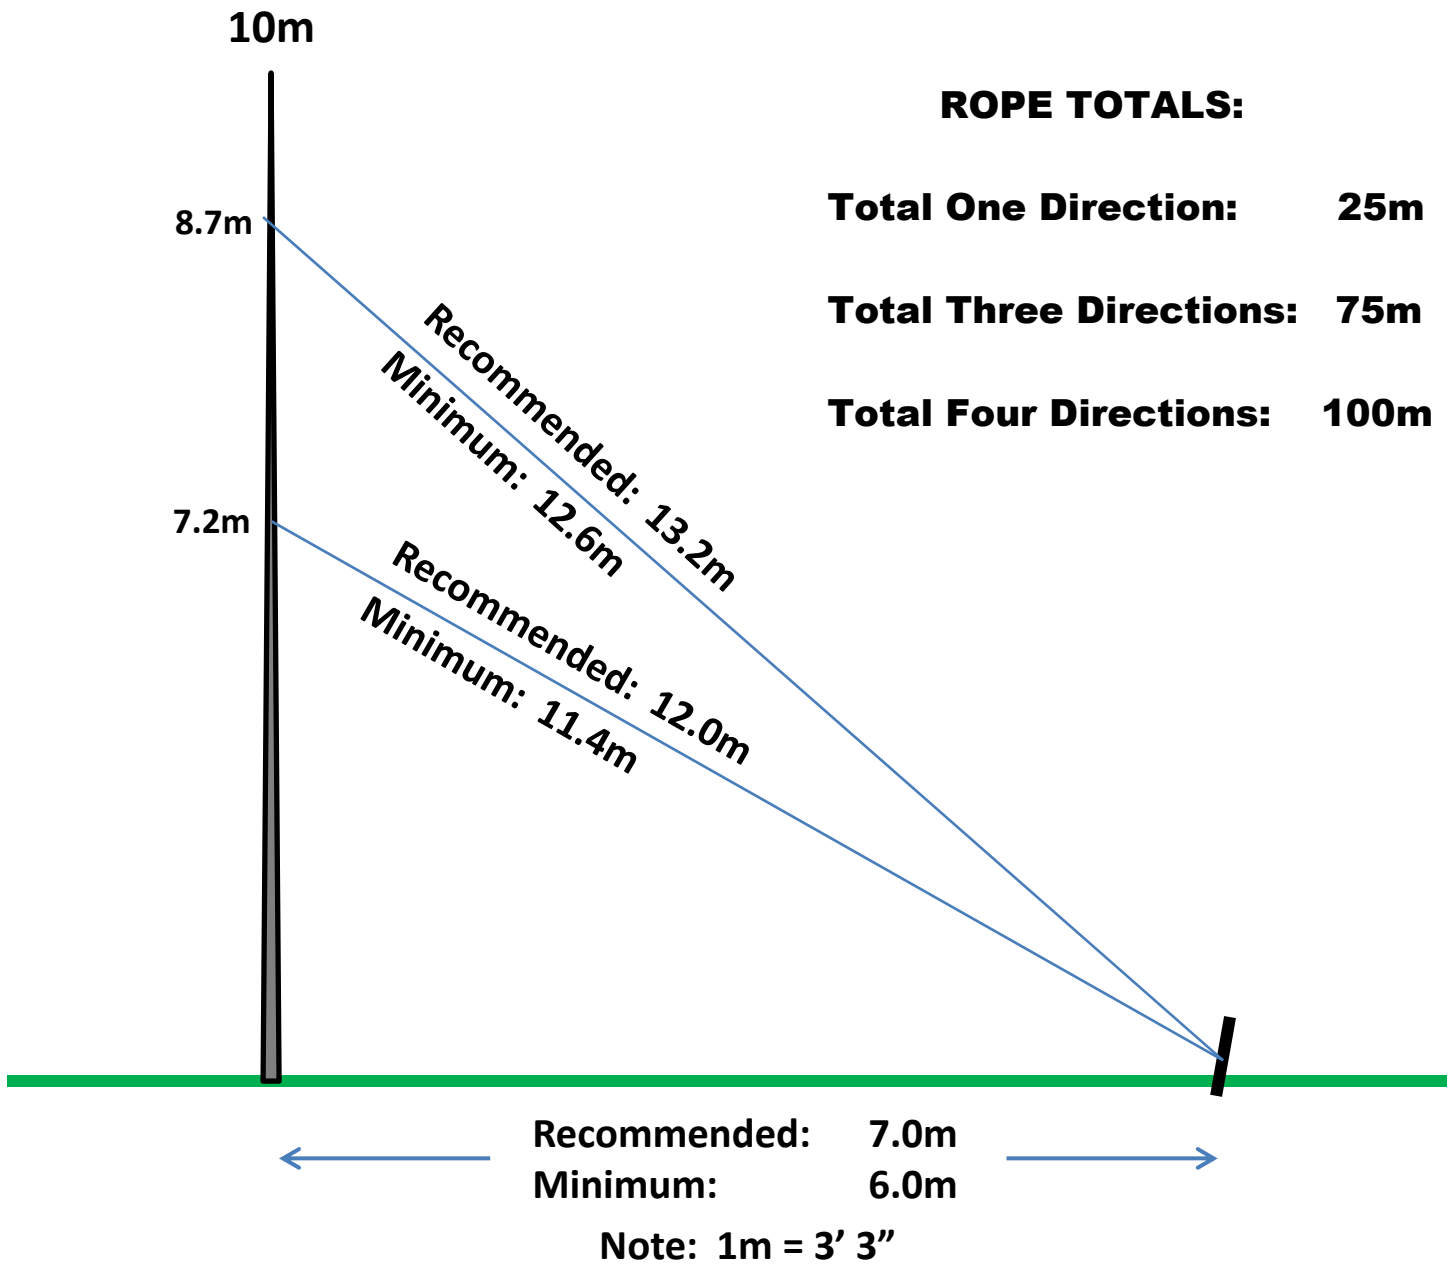 10m
ROPE TOTALS:
Total One Direction: 25m
8.7m
Total Three Directions: 75m
Total Four Directions: 100m
Recommended: 13.2m
Minimum: 12.6m
7.2m
Recommended: 12.0m
Minimum: 11.4m
Recommended: 7.0m
Minimum: 6.0m
Note: 1m = 3’ 3”